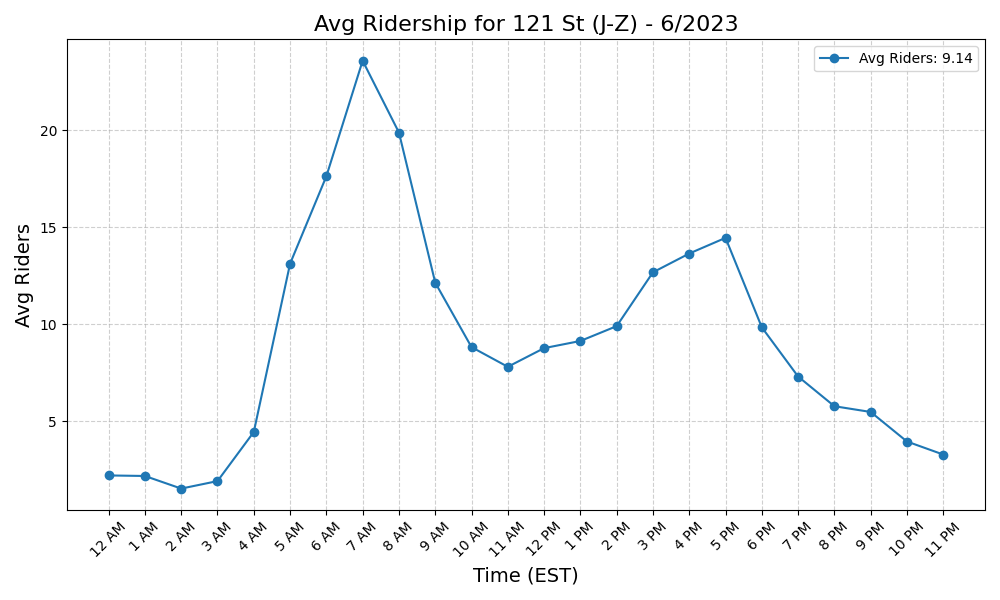 Avg Ridership for 121 St (J-Z) - 6/2023
Avg Riders: 9.14
Avg Riders
20
15
10
5
12 AM
1 AM
2 AM
3 AM
4 AM
5 AM
6 AM
7 AM
8 AM
9 AM
10 AM
11 AM
12 PM
1 PM
2 PM
3 PM
4 PM
5 PM
6 PM
7 PM
8 PM
9 PM
10 PM
11 PM
Time (EST)